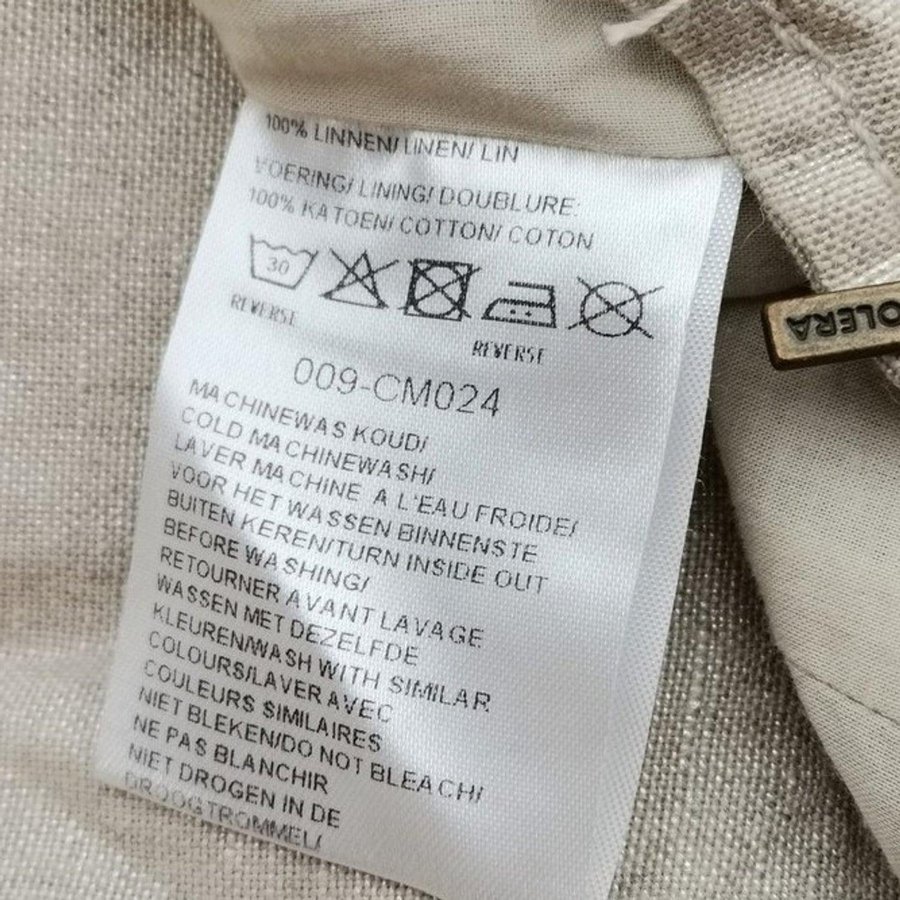 100% LINNEN/ LINEN/ LIN
VOERING/ LINING/ DOUBLURE:
100% KATOEN/ COTTON/ COTON
30
REVERSE
REVERSE
009-CM024
MACHINEWAS KOUD/
COLD MACHINEWASH/
LAVER MACHINE A L'EAU FROIDE/
VOOR HET WASSEN BINNENSTE
BUITEN KEREN/TURN INSIDE OUT
BEFORE WASHING/
RETOURNER AVANT LAVAGE
WASSEN MET DEZELFDE
KLEUREN/WASH WITH SIMILAR
COLOURS/LAVER AVEC
COULEURS SIMILAIRES
NIET BLEKEN/DO NOT BLEACH/
NE PAS BLANCHIR
NIET DROGEN IN DE
DROOGTROMMEL/
OLERA